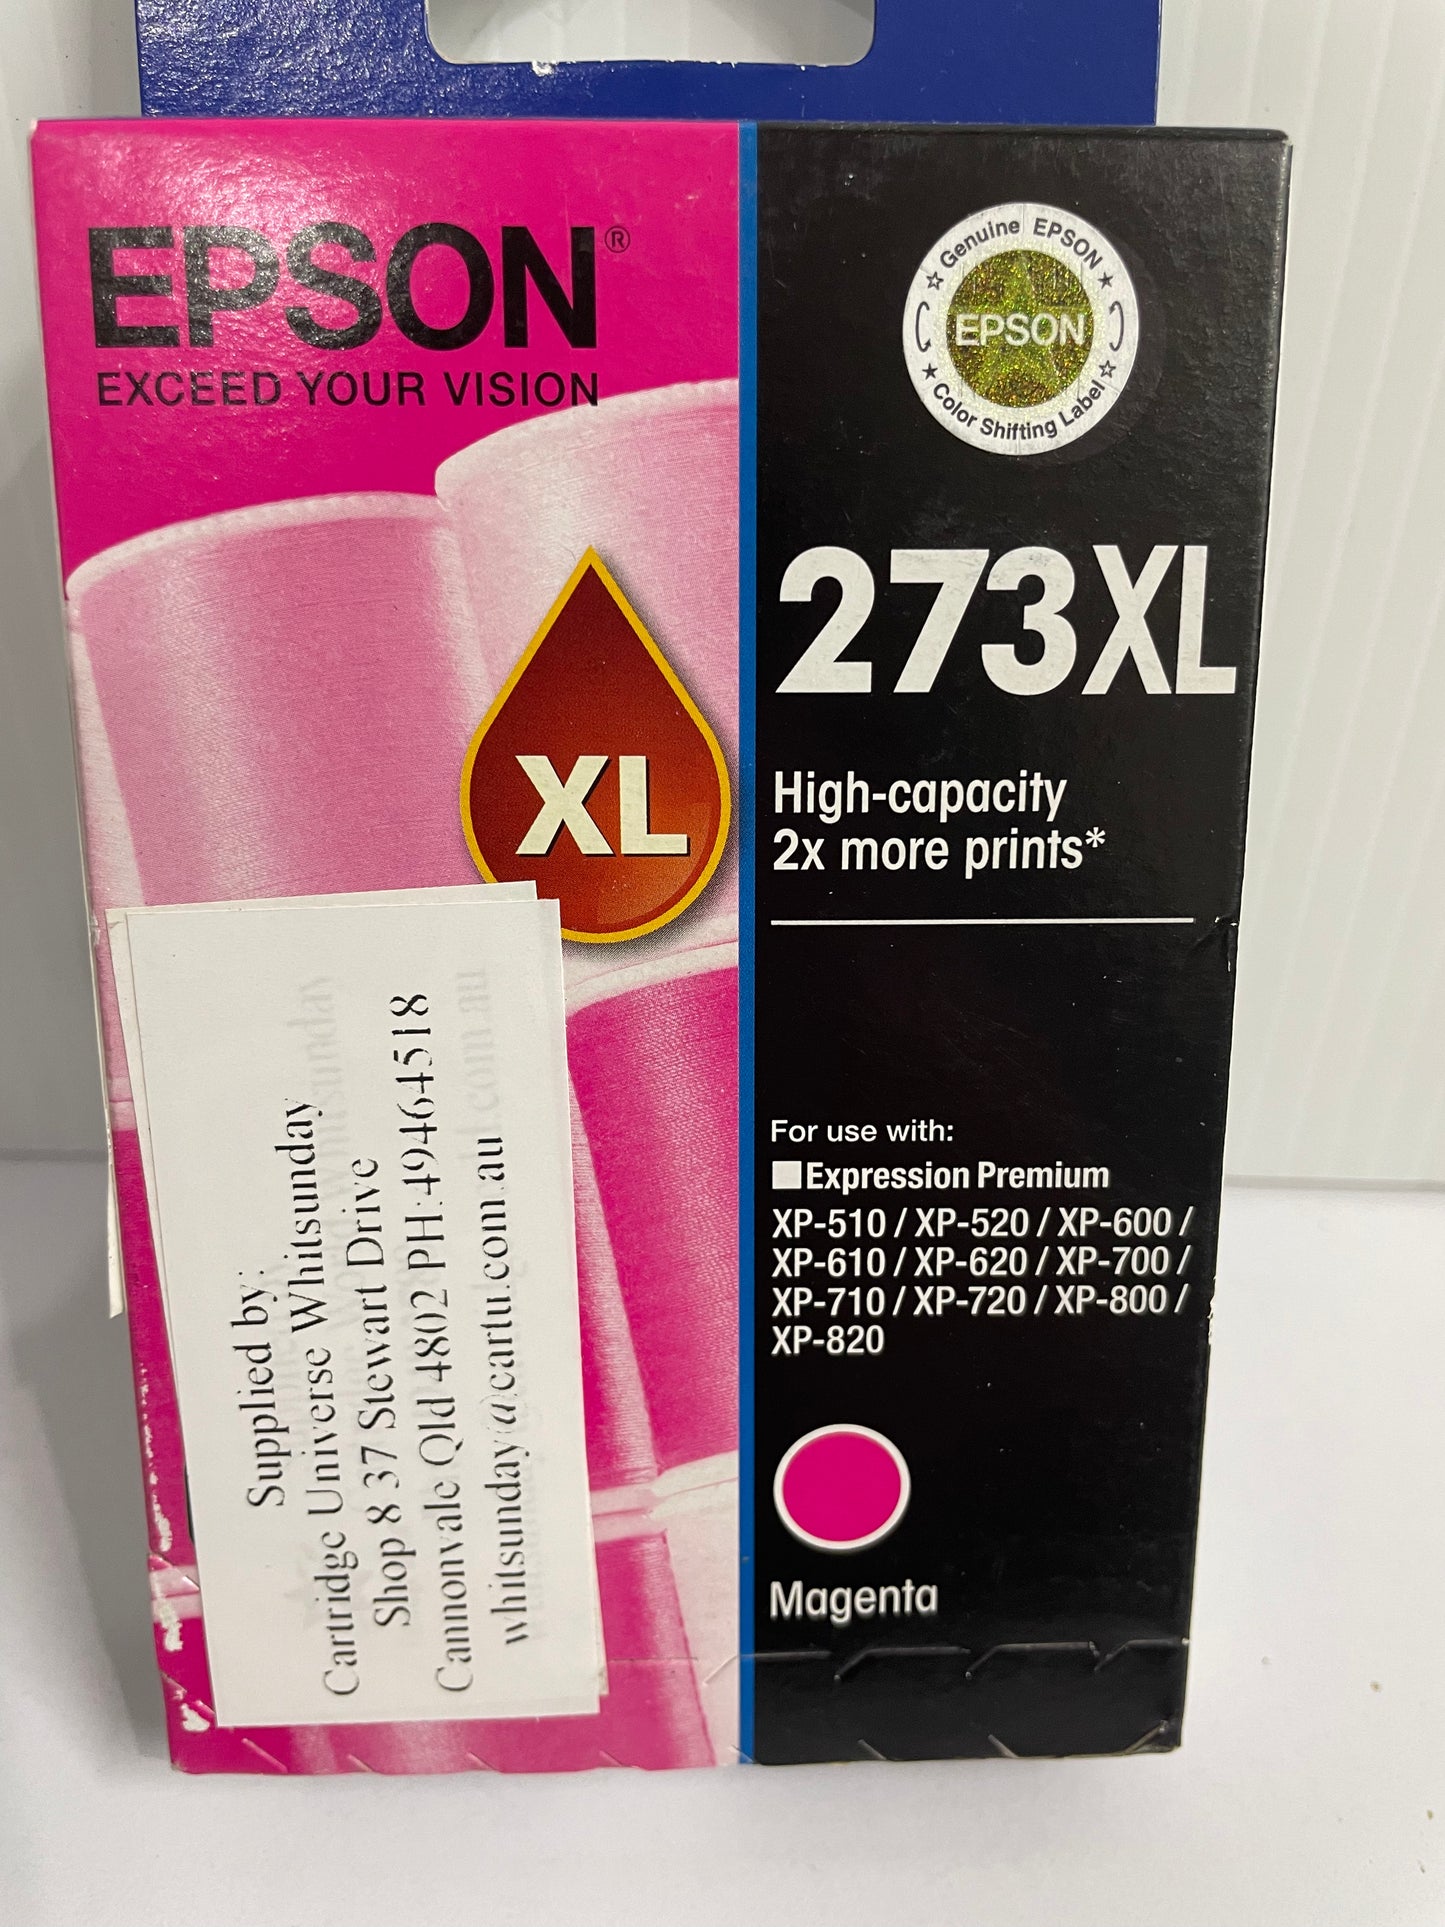 EPSON®
EXCEED YOUR VISION
Genuine EPSON
EPSON
Color Shifting Label
273XL
XL
High-capacity
2x more prints*
For use with:
Expression Premium
XP-510 / XP-520 / XP-600 /
XP-610 / XP-620 / XP-700 /
XP-710 / XP-720 / XP-800 /
XP-820
Magenta
Supplied by:
Cartridge Universe Whitsunday
Shop 8 37 Stewart Drive
Cannonvale Qld 4802 PH:49464518
whitsunday@cartu.com.au